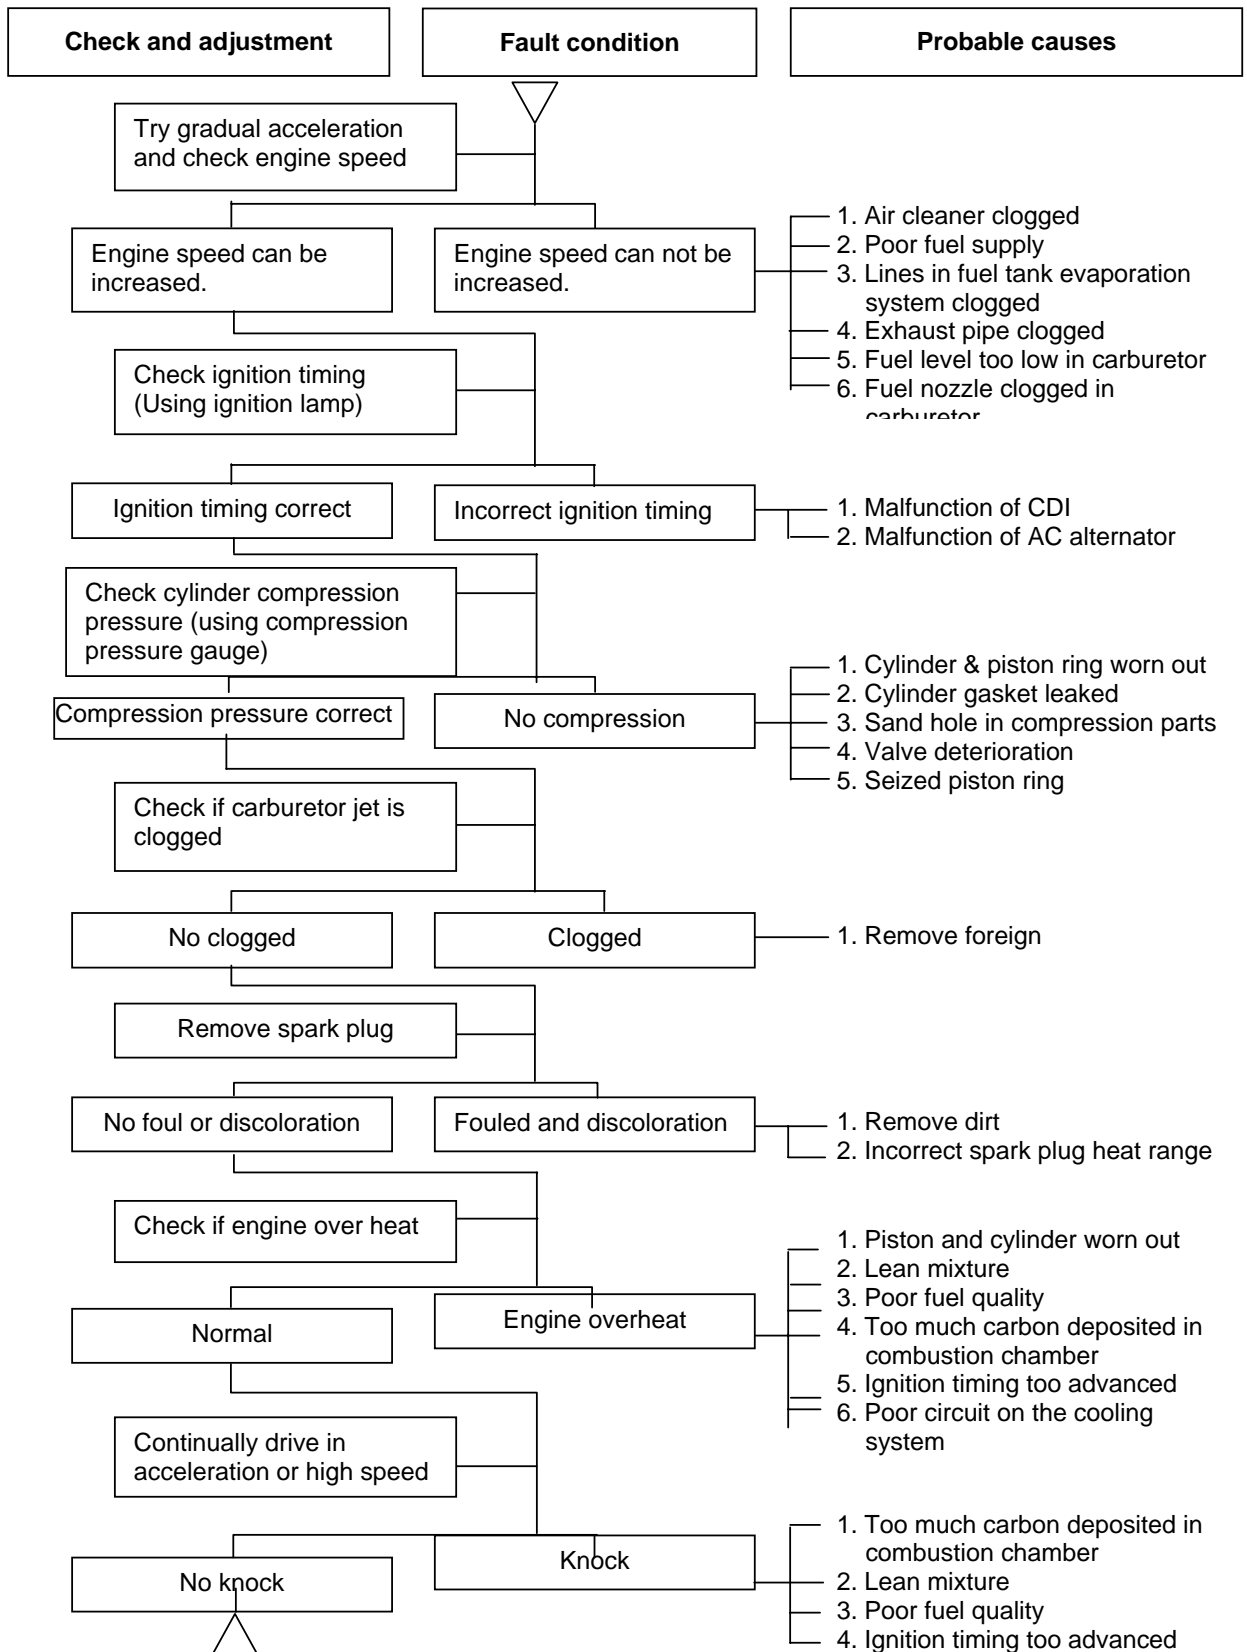 Check and adjustment
Fault condition
Probable causes
Try gradual acceleration
and check engine speed
Engine speed can be
increased.
Engine speed can not be
increased.
1. Air cleaner clogged
2. Poor fuel supply
3. Lines in fuel tank evaporation
system clogged
4. Exhaust pipe clogged
5. Fuel level too low in carburetor
6. Fuel nozzle clogged in
carburetor
Check ignition timing
(Using ignition lamp)
Ignition timing correct
Incorrect ignition timing
1. Malfunction of CDI
2. Malfunction of AC alternator
Check cylinder compression
pressure (using compression
pressure gauge)
Compression pressure correct
No compression
1. Cylinder & piston ring worn out
2. Cylinder gasket leaked
3. Sand hole in compression parts
4. Valve deterioration
5. Seized piston ring
Check if carburetor jet is
clogged
No clogged
Clogged
1. Remove foreign
Remove spark plug
No foul or discoloration
Fouled and discoloration
1. Remove dirt
2. Incorrect spark plug heat range
Check if engine over heat
Normal
Engine overheat
1. Piston and cylinder worn out
2. Lean mixture
3. Poor fuel quality
4. Too much carbon deposited in
combustion chamber
5. Ignition timing too advanced
6. Poor circuit on the cooling
system
Continually drive in
acceleration or high speed
No knock
Knock
1. Too much carbon deposited in
combustion chamber
2. Lean mixture
3. Poor fuel quality
4. Ignition timing too advanced